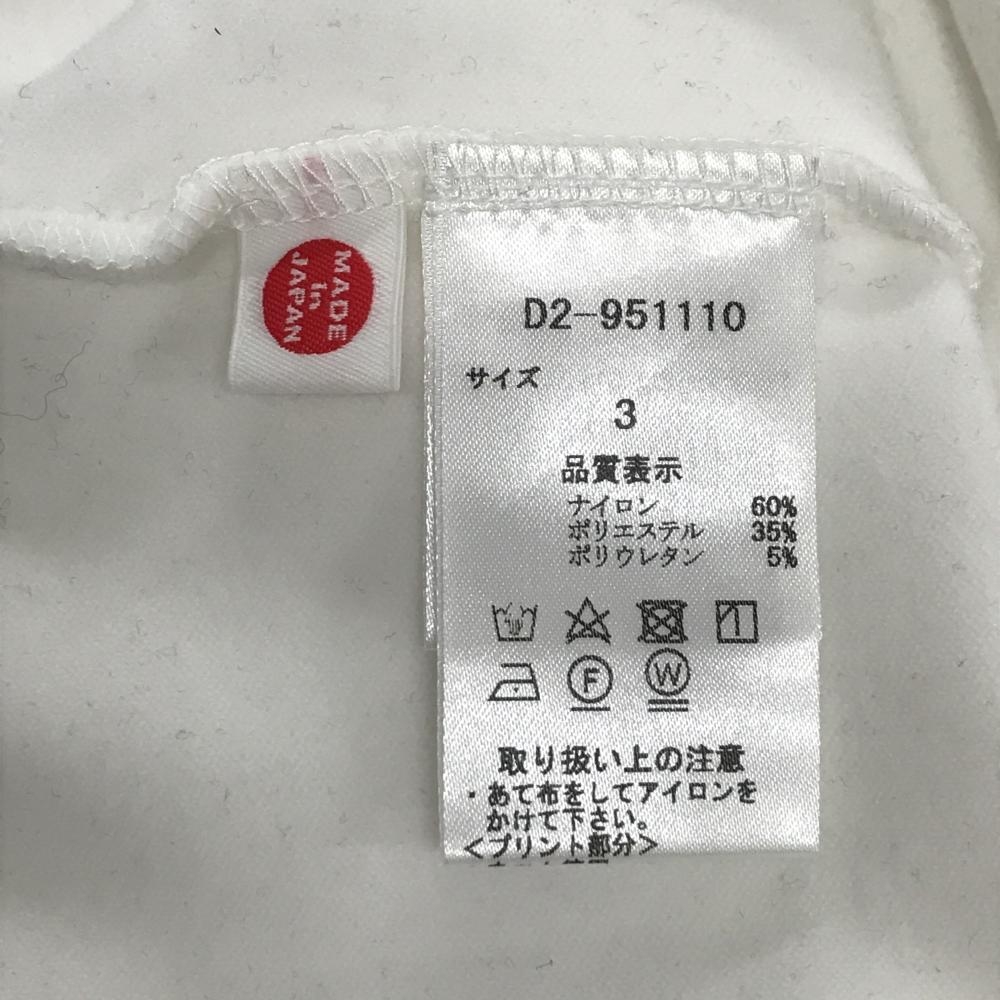 MADE
in
JAPAN
D2-951110
サイズ
3
品質表示
ナイロン 60%
ポリエステル 35%
ポリウレタン 5%
F
W
取り扱い上の注意
・あて布をしてアイロンを
かけて下さい。
<プリント部分>